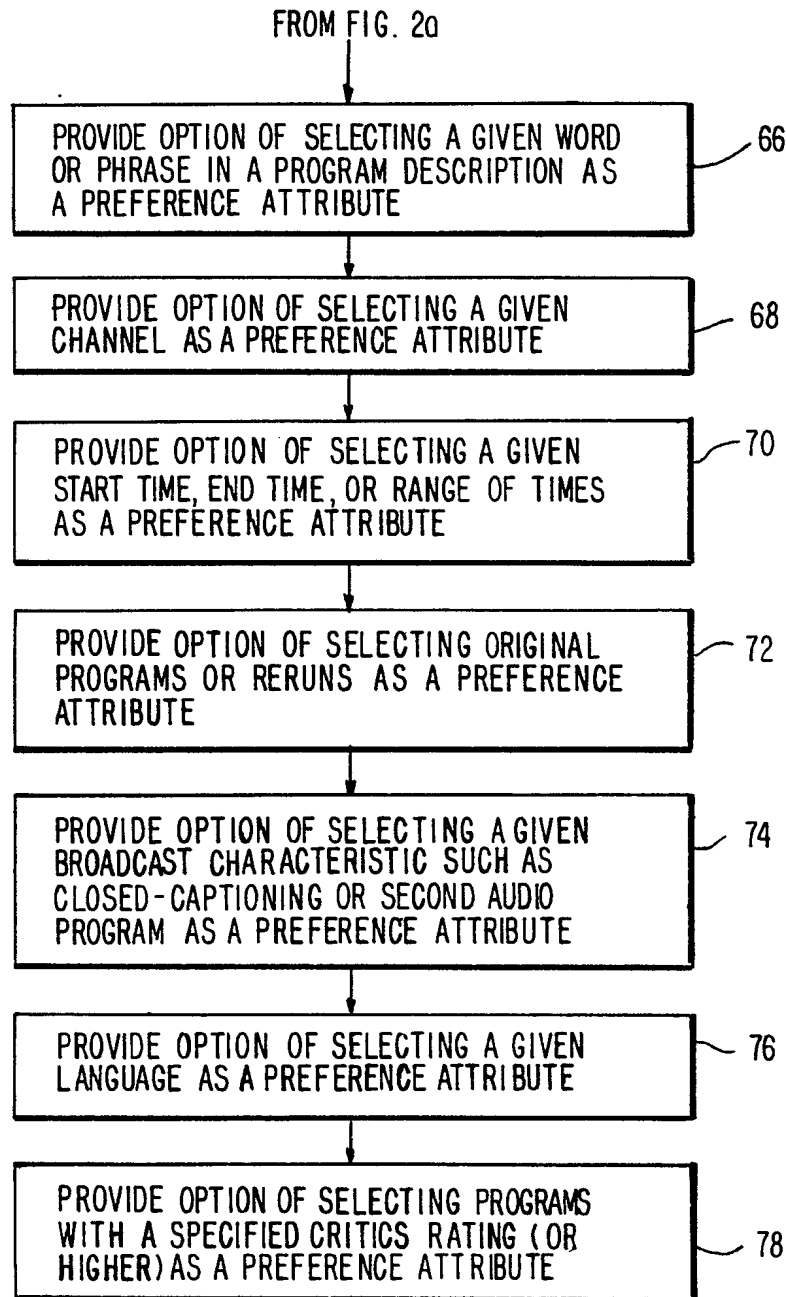 FROM FIG. 2a
PROVIDE OPTION OF SELECTING A GIVEN WORD
OR PHRASE IN A PROGRAM DESCRIPTION AS
A PREFERENCE ATTRIBUTE
66
PROVIDE OPTION OF SELECTING A GIVEN
CHANNEL AS A PREFERENCE ATTRIBUTE
68
PROVIDE OPTION OF SELECTING A GIVEN
START TIME, END TIME, OR RANGE OF TIMES
AS A PREFERENCE ATTRIBUTE
70
PROVIDE OPTION OF SELECTING ORIGINAL
PROGRAMS OR RERUNS AS A PREFERENCE
ATTRIBUTE
72
PROVIDE OPTION OF SELECTING A GIVEN
BROADCAST CHARACTERISTIC SUCH AS
CLOSED-CAPTIONING OR SECOND AUDIO
PROGRAM AS A PREFERENCE ATTRIBUTE
74
PROVIDE OPTION OF SELECTING A GIVEN
LANGUAGE AS A PREFERENCE ATTRIBUTE
76
PROVIDE OPTION OF SELECTING PROGRAMS
WITH A SPECIFIED CRITICS RATING (OR
HIGHER) AS A PREFERENCE ATTRIBUTE
78